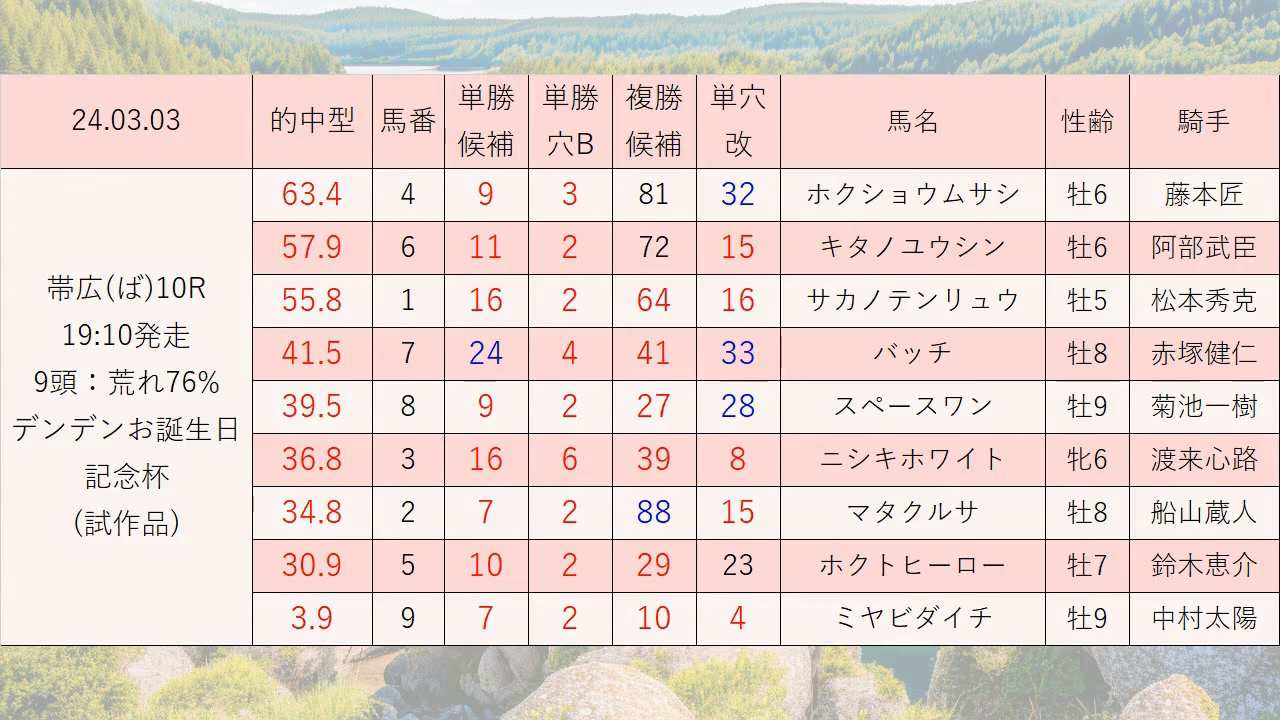 24.03.03 的中型 馬番 単勝候補 単勝穴B 複勝候補 単穴改 馬名 性齢 騎手
帯広(ば)10R
19:10発走
9頭：荒れ76%
デンデンお誕生日
記念杯
(試作品)
63.4 4 9 3 81 32 ホクショウムサシ 牡6 藤本匠
57.9 6 11 2 72 15 キタノユウシン 牡6 阿部武臣
55.8 1 16 2 64 16 サカノテンリュウ 牡5 松本秀克
41.5 7 24 4 41 33 バッチ 牡8 赤塚健仁
39.5 8 9 2 27 28 スペースワン 牡9 菊池一樹
36.8 3 16 6 39 8 ニシキホワイト 牝6 渡来心路
34.8 2 7 2 88 15 マタクルサ 牡8 船山蔵人
30.9 5 10 2 29 23 ホクトヒーロー 牡7 鈴木恵介
3.9 9 7 2 10 4 ミヤビダイチ 牡9 中村太陽